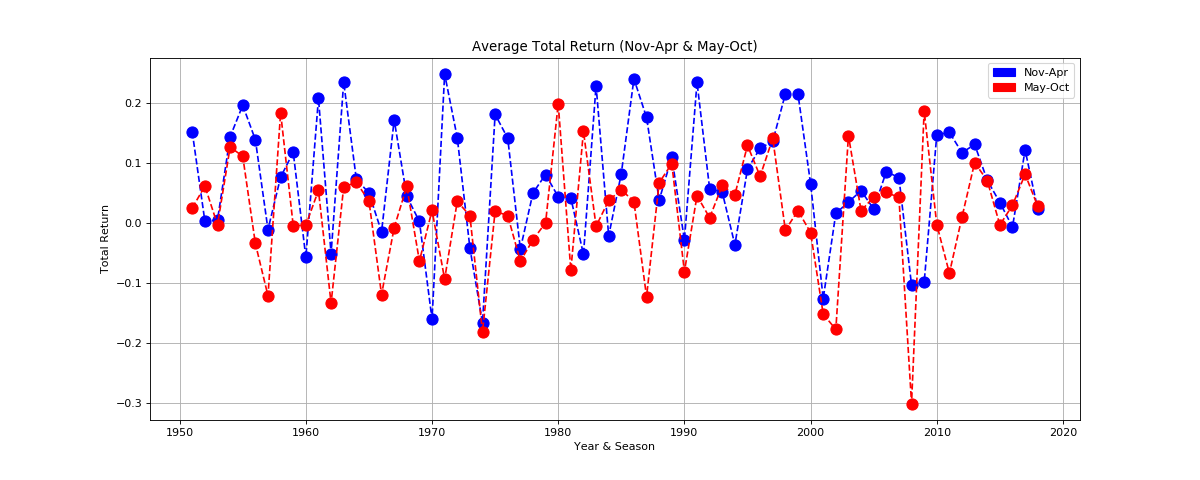 Average Total Return (Nov-Apr & May-Oct)
Nov-Apr
May-Oct
Total Return
0.2
0.1
0.0
−0.1
−0.2
−0.3
1950 1960 1970 1980 1990 2000 2010 2020
Year & Season